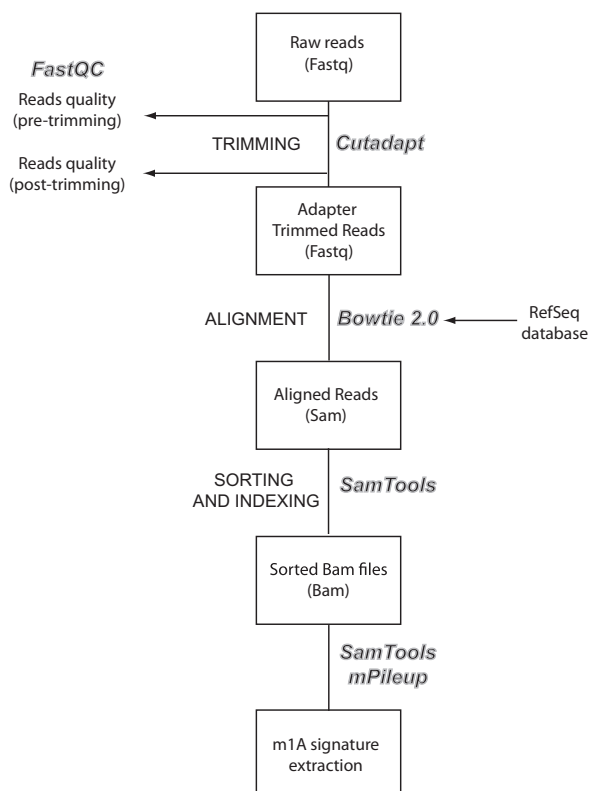 Raw reads
(Fastq)
FastQC
Reads quality
(pre-trimming)
TRIMMING
Cutadapt
Reads quality
(post-trimming)
Adapter
Trimmed Reads
(Fastq)
ALIGNMENT
Bowtie 2.0
RefSeq
database
Aligned Reads
(Sam)
SORTING
AND INDEXING
SamTools
Sorted Bam files
(Bam)
SamTools
mPileup
m1A signature
extraction